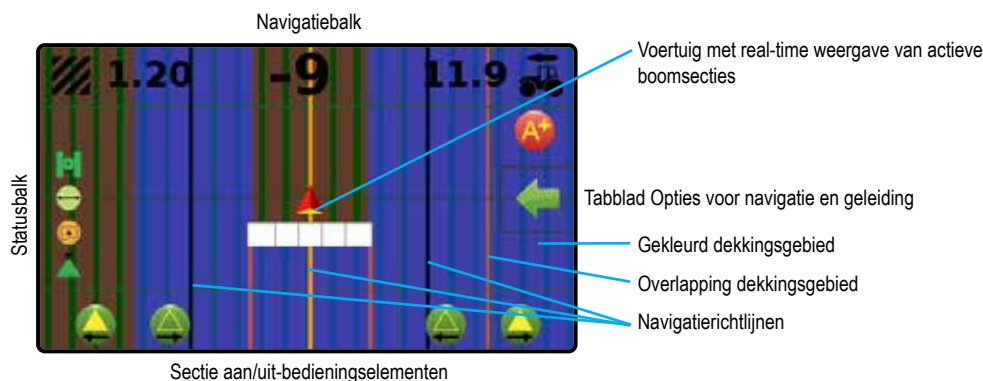 Navigatiebalk
Voertuig met real-time weergave van actieve
boomsecties
1.20
-9
11.9
A+
Statusbalk
Tabblad Opties voor navigatie en geleiding
Gekleurd dekkingsgebied
Overlapping dekkingsgebied
Navigatierichtlijnen
Sectie aan/uit-bedieningselementen